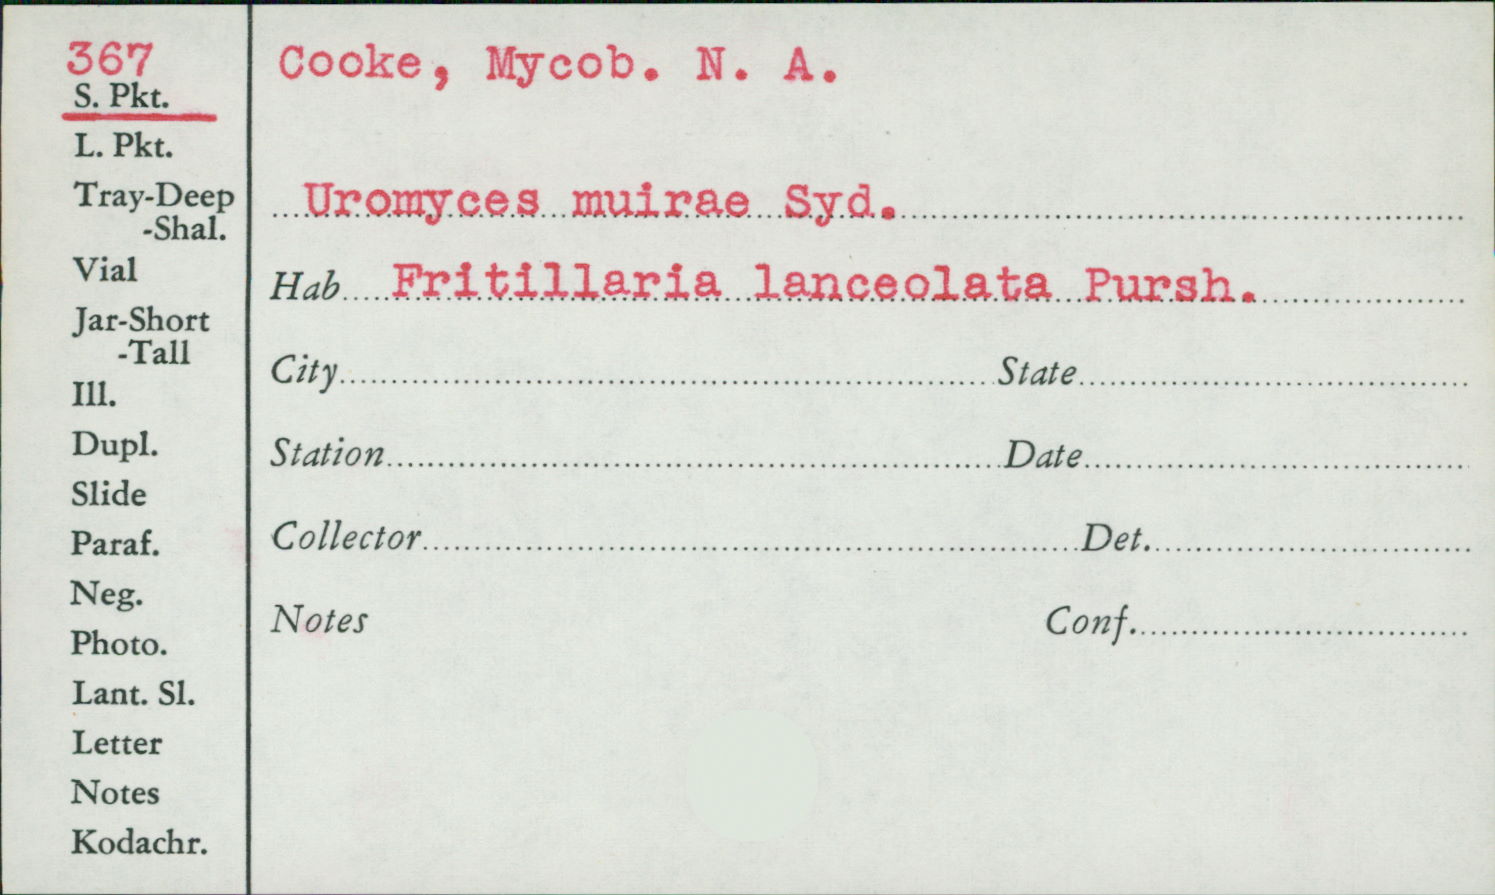 367
S. Pkt.
L. Pkt.
Tray-Deep
-Shal.
Vial
Jar-Short
-Tall
Ill.
Dupl.
Slide
Paraf.
Neg.
Photo.
Lant. Sl.
Letter
Notes
Kodachr.
Cooke, Mycob. N. A.
Uromyces muirae Syd.
Hab Fritillaria lanceolata Pursh.
City State
Station Date
Collector Det.
Notes Conf.